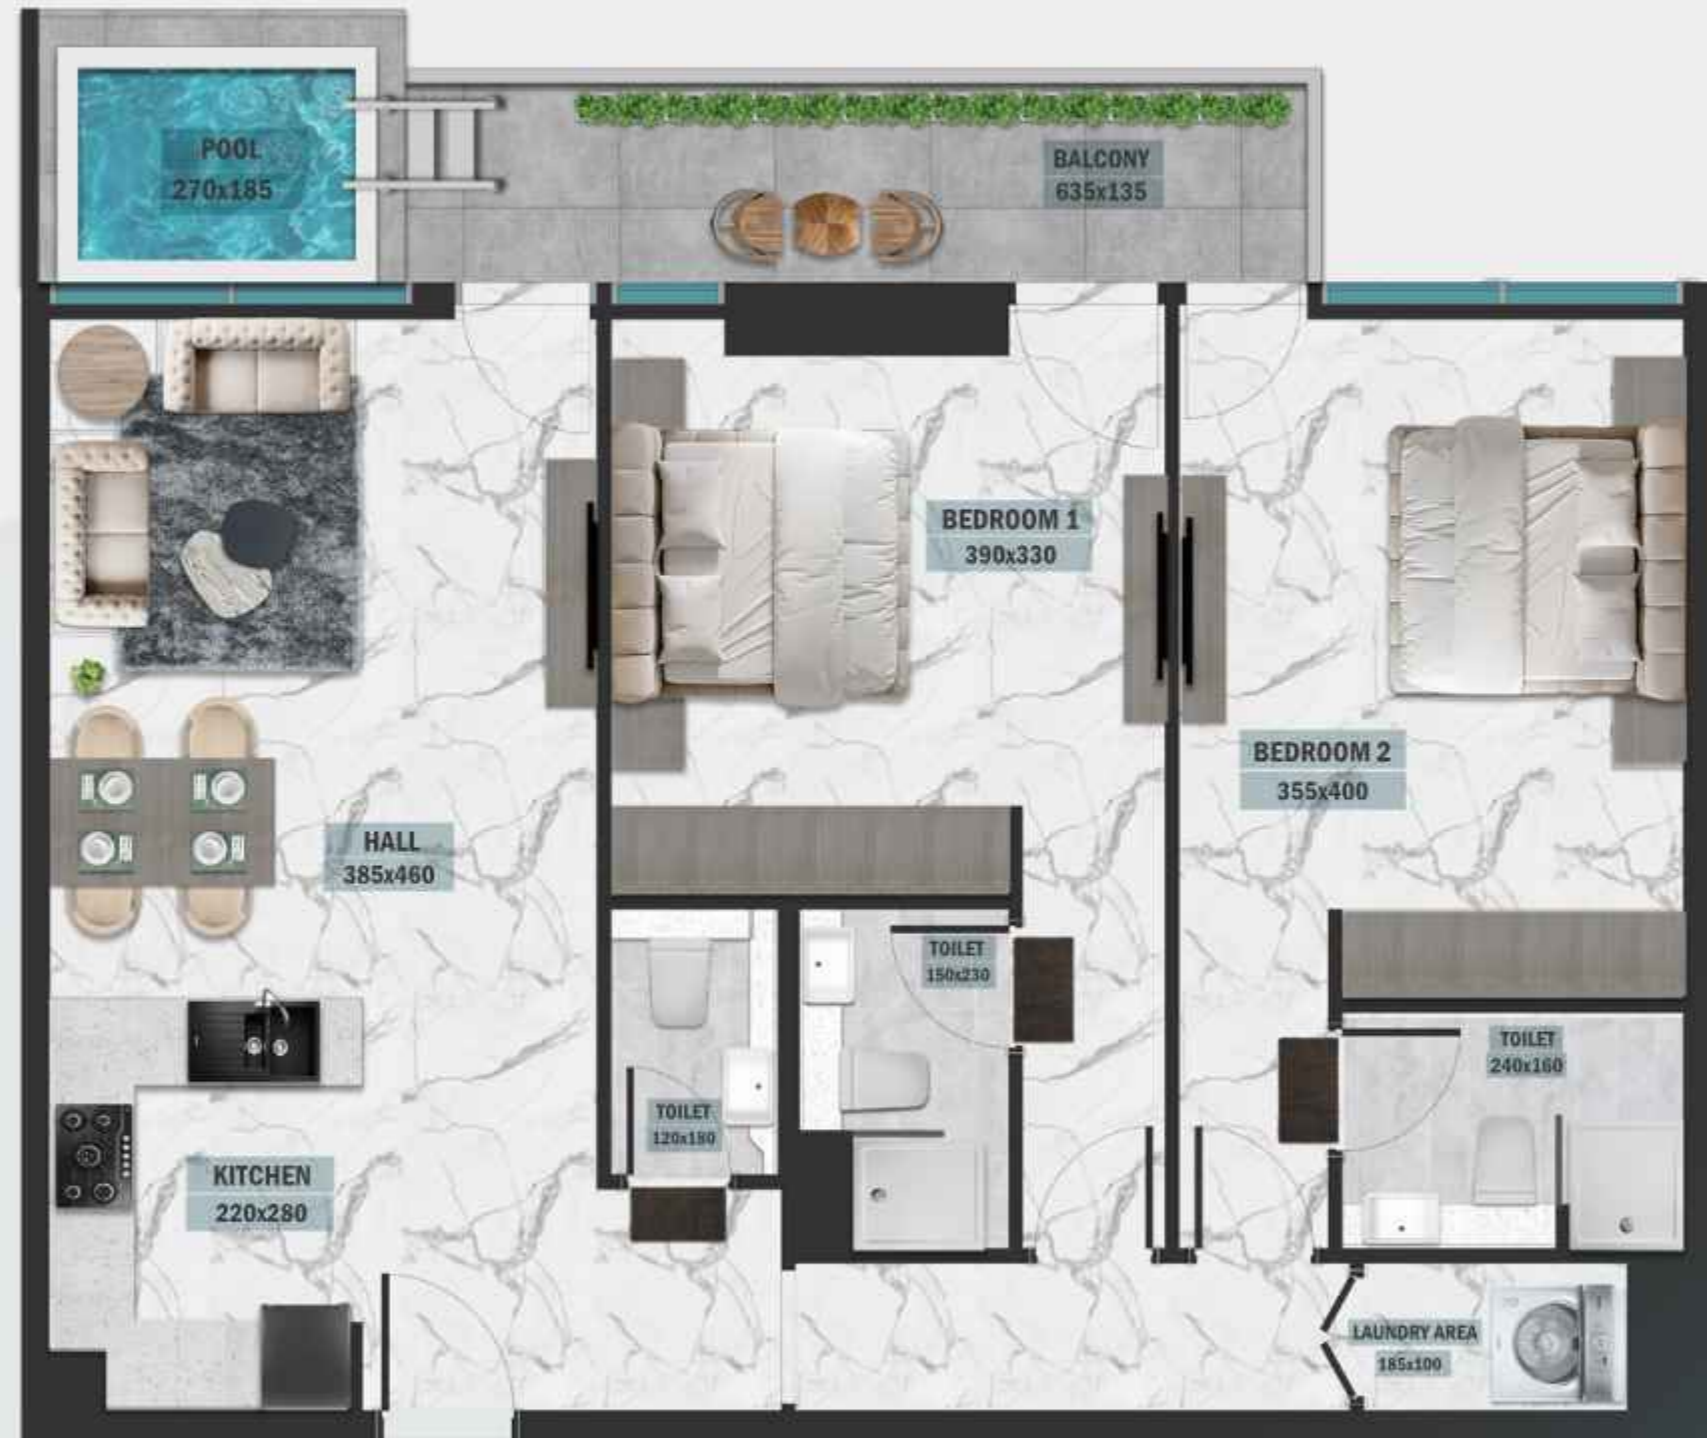 POOL
270x185
BALCONY
635x135
BEDROOM 1
390x330
BEDROOM 2
355x400
HALL
385x460
TOILET
150x230
TOILET
240x160
TOILET
120x180
KITCHEN
220x280
LAUNDRY AREA
185x100